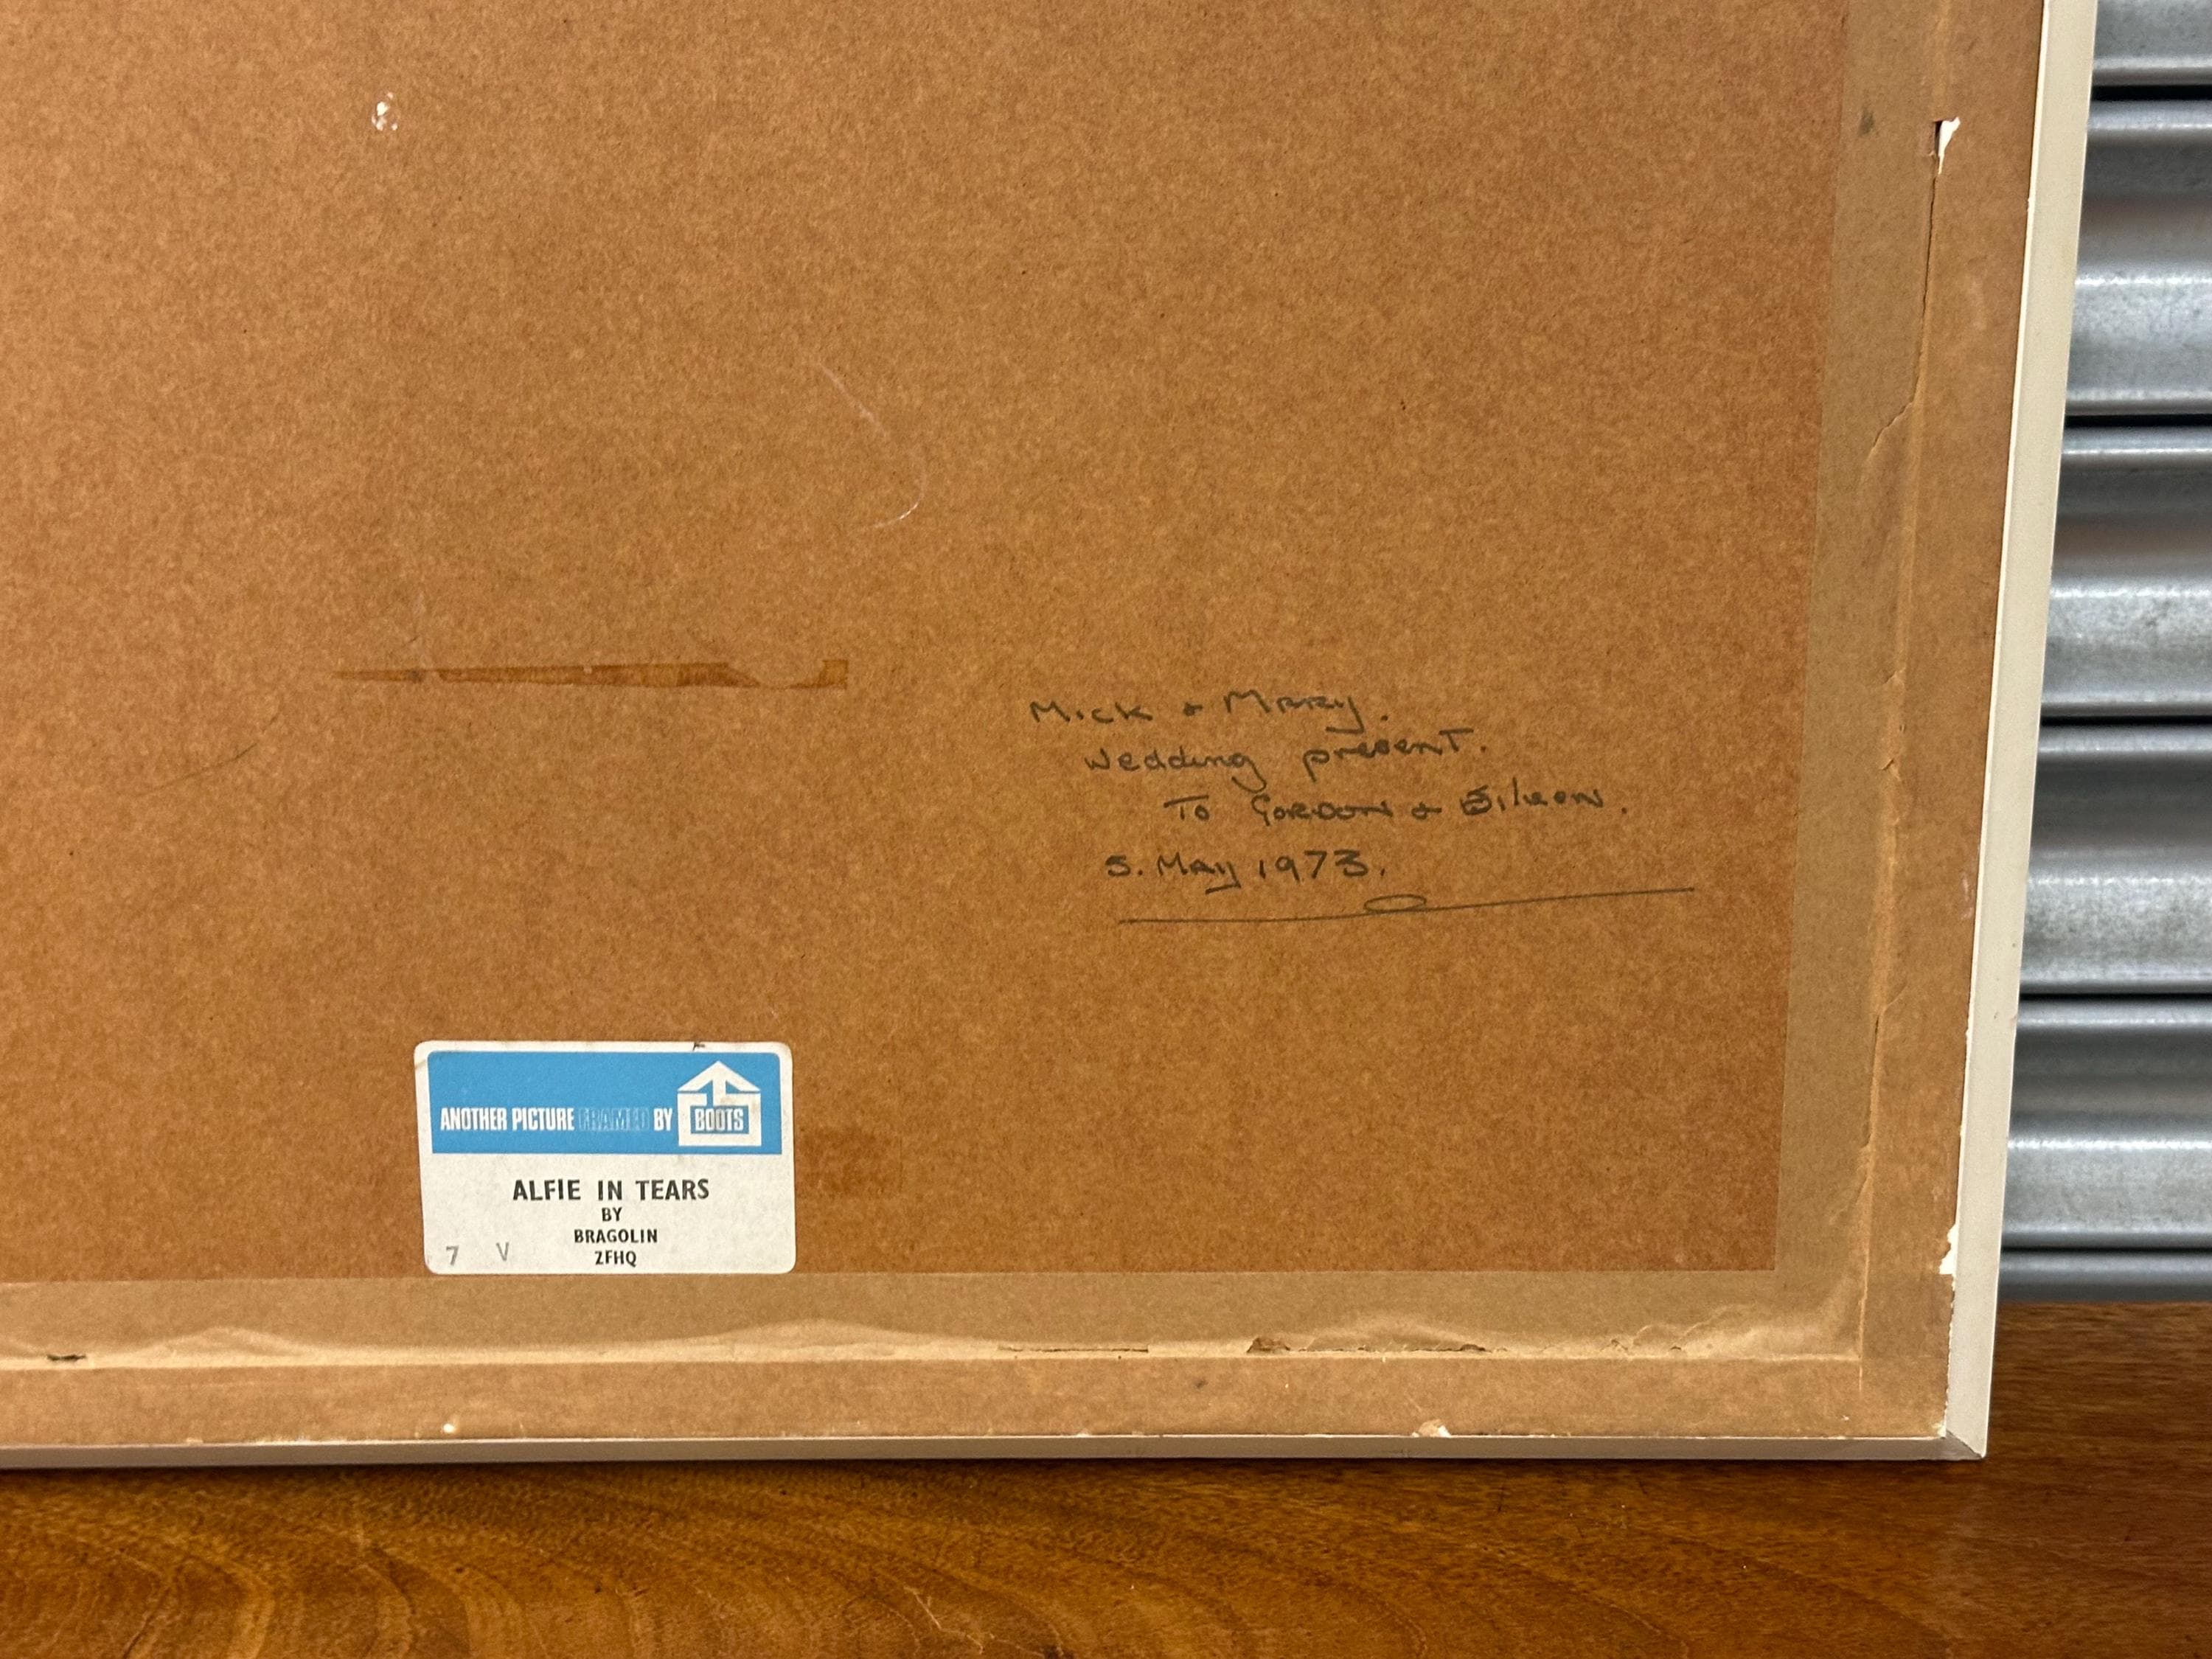 Mick & Mary.
Wedding present.
To Gordon & Eileen.
5. May 1973.
ANOTHER PICTURE FRAMED BY BOOTS
ALFIE IN TEARS
BY
BRAGOLIN
ZFHQ
7 V